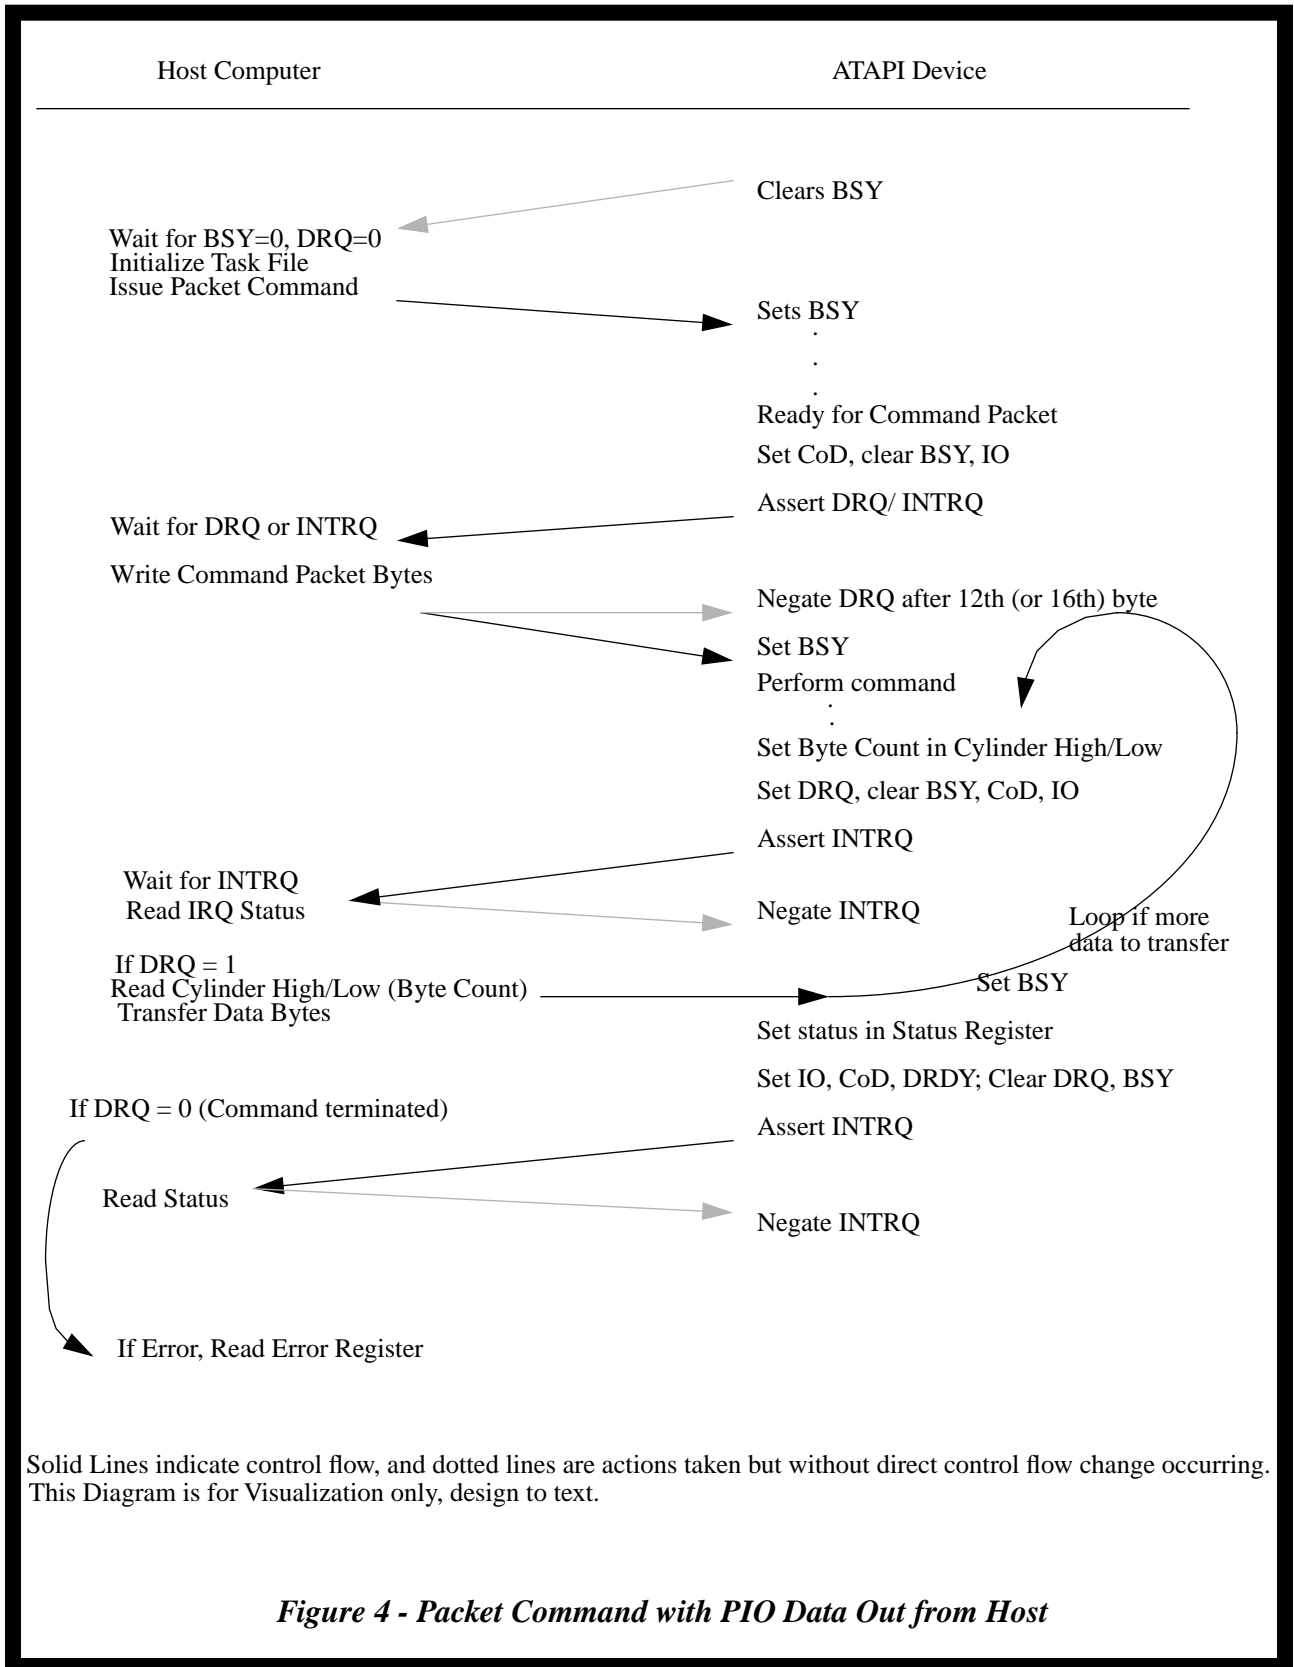 Host Computer
ATAPI Device
Clears BSY
Wait for BSY=0, DRQ=0
Initialize Task File
Issue Packet Command
Sets BSY
.
.
.
Ready for Command Packet
Set CoD, clear BSY, IO
Assert DRQ/ INTRQ
Wait for DRQ or INTRQ
Write Command Packet Bytes
Negate DRQ after 12th (or 16th) byte
Set BSY
Perform command
.
.
Set Byte Count in Cylinder High/Low
Set DRQ, clear BSY, CoD, IO
Assert INTRQ
Wait for INTRQ
Read IRQ Status
Negate INTRQ
Loop if more
data to transfer
If DRQ = 1
Read Cylinder High/Low (Byte Count)
Transfer Data Bytes
Set BSY
Set status in Status Register
Set IO, CoD, DRDY; Clear DRQ, BSY
If DRQ = 0 (Command terminated)
Assert INTRQ
Read Status
Negate INTRQ
If Error, Read Error Register
Solid Lines indicate control flow, and dotted lines are actions taken but without direct control flow change occurring.
This Diagram is for Visualization only, design to text.
Figure 4 - Packet Command with PIO Data Out from Host